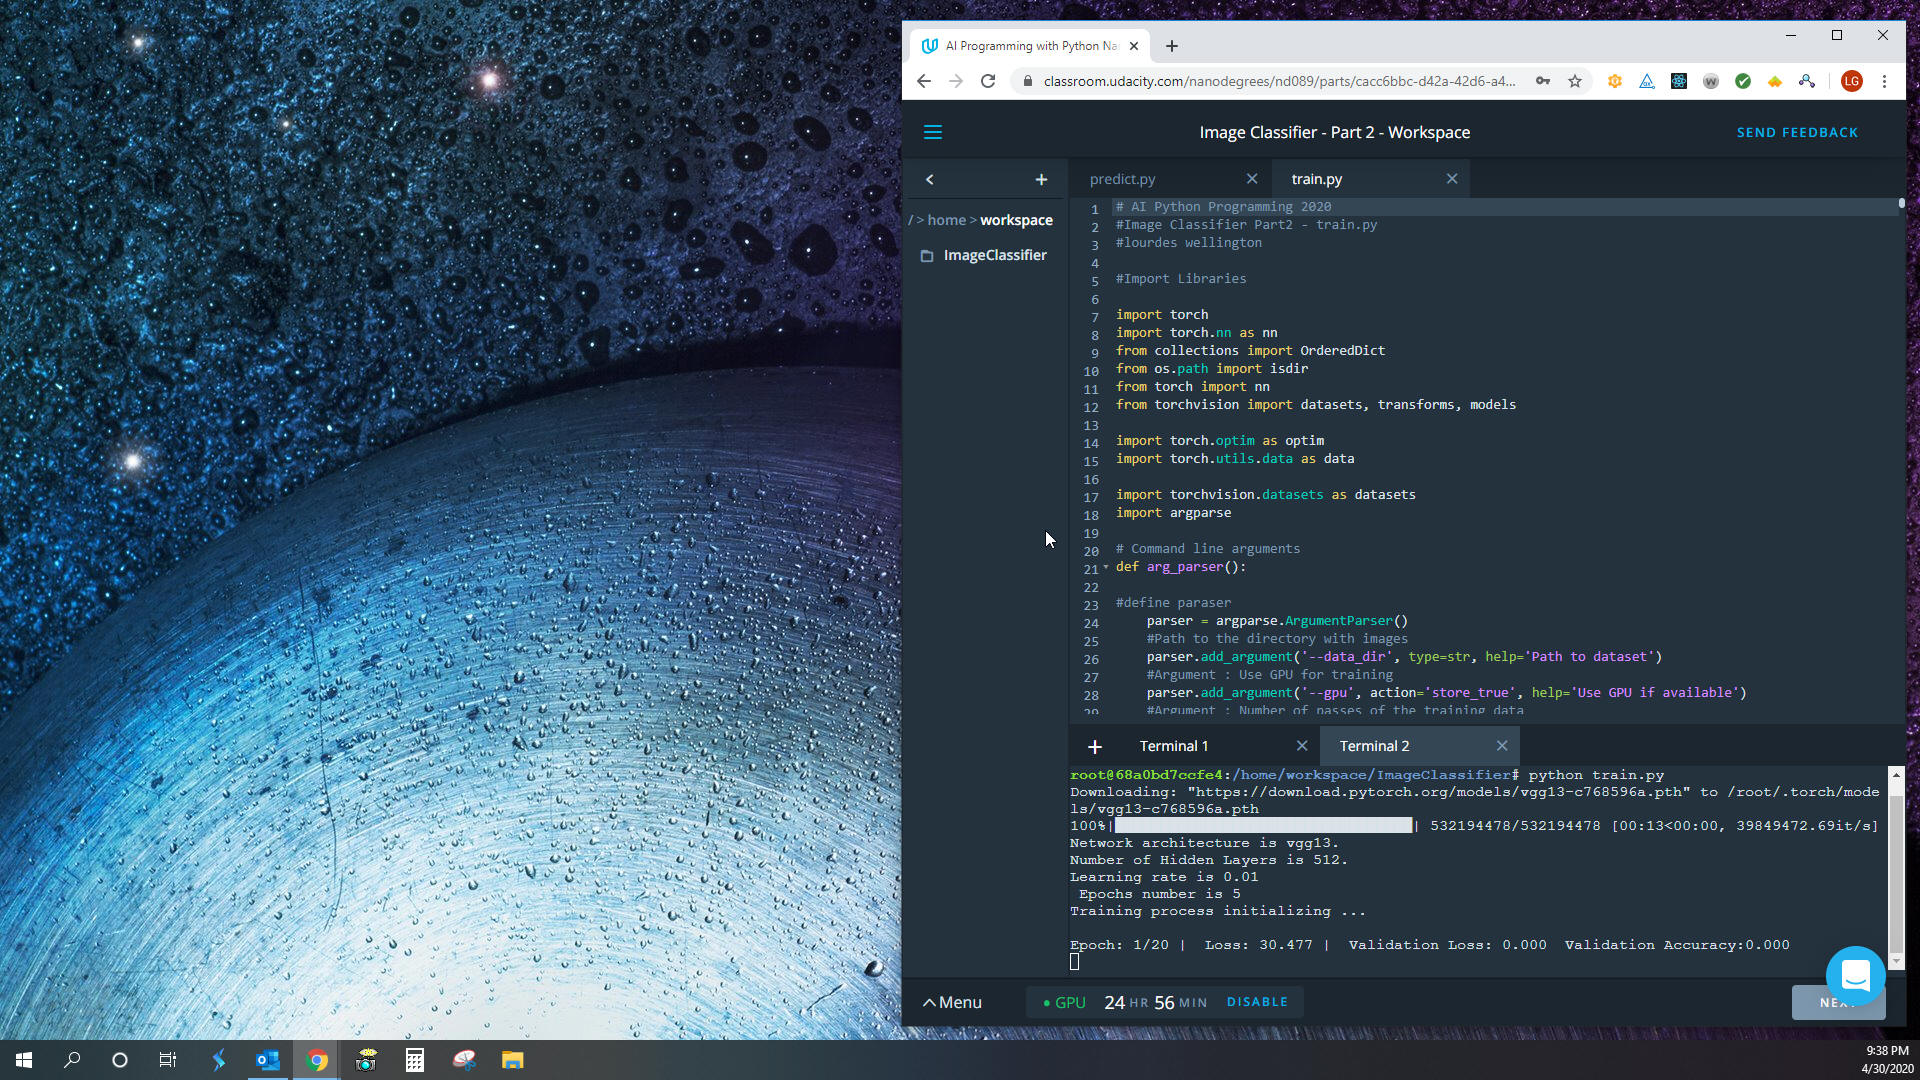 AI Programming with Python Na
classroom.udacity.com/nanodegrees/nd089/parts/cacc6bbc-d42a-42d6-a4...
LG
Image Classifier - Part 2 - Workspace
SEND FEEDBACK
predict.py
train.py
/ > home > workspace
ImageClassifier
1 # AI Python Programming 2020
2 #Image Classifier Part2 - train.py
3 #lourdes wellington
4
5 #Import Libraries
6
7 import torch
8 import torch.nn as nn
9 from collections import OrderedDict
10 from os.path import isdir
11 from torch import nn
12 from torchvision import datasets, transforms, models
13
14 import torch.optim as optim
15 import torch.utils.data as data
16
17 import torchvision.datasets as datasets
18 import argparse
19
20 # Command line arguments
21 def arg_parser():
22
23 #define paraser
24 parser = argparse.ArgumentParser()
25 #Path to the directory with images
26 parser.add_argument('--data_dir', type=str, help='Path to dataset')
27 #Argument : Use GPU for training
28 parser.add_argument('--gpu', action='store_true', help='Use GPU if available')
29 #Argument : Number of passes of the training data
Terminal 1
Terminal 2
root@68a0bd7ccfe4:/home/workspace/ImageClassifier# python train.py
Downloading: "https://download.pytorch.org/models/vgg13-c768596a.pth" to /root/.torch/mode
ls/vgg13-c768596a.pth
100%| | 532194478/532194478 [00:13<00:00, 39849472.69it/s]
Network architecture is vgg13.
Number of Hidden Layers is 512.
Learning rate is 0.01
Epochs number is 5
Training process initializing ...
Epoch: 1/20 | Loss: 30.477 | Validation Loss: 0.000 Validation Accuracy:0.000
Menu
GPU 24 HR 56 MIN DISABLE
9:38 PM
4/30/2020